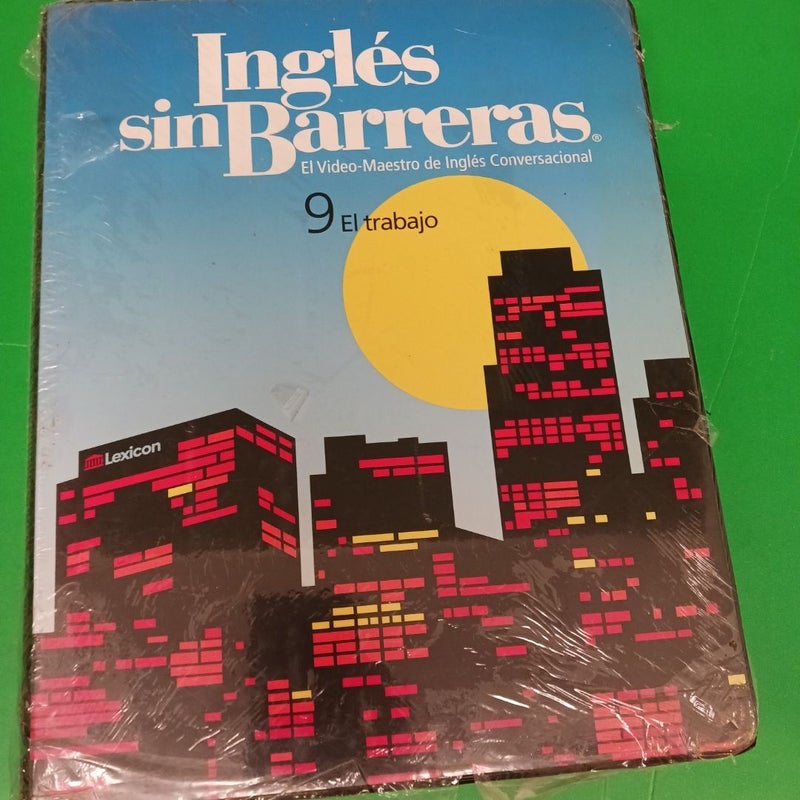 Inglés
sin Barreras®
El Video-Maestro de Inglés Conversacional
9 El trabajo
Lexicon